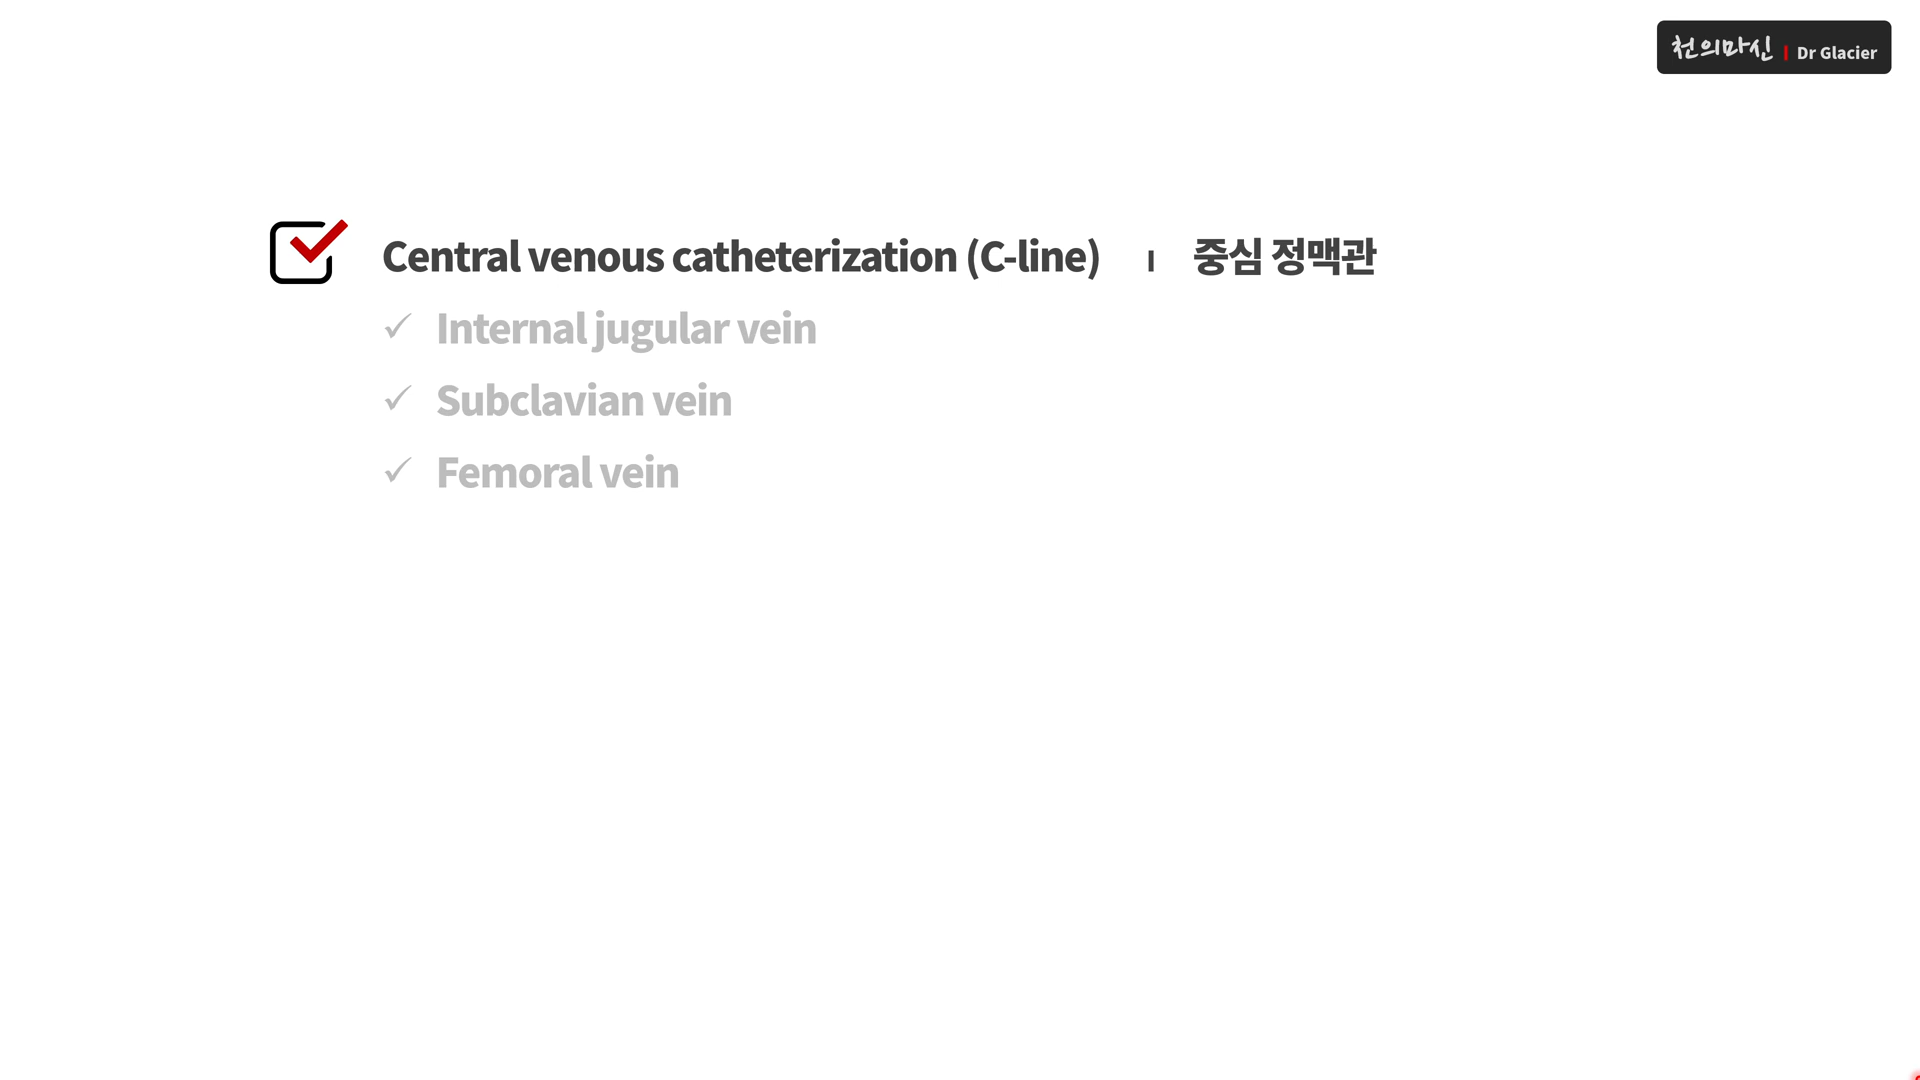 천의마신 | Dr Glacier
Central venous catheterization (C-line) ı 중심 정맥관
✓ Internal jugular vein
✓ Subclavian vein
✓ Femoral vein